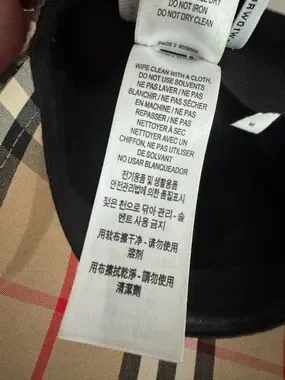 DO NOT IRON
DO NOT DRY CLEAN
PAGE 2
WIPE CLEAN WITH A CLOTH,
DO NOT USE SOLVENTS
NE PAS LAVER / NE PAS
BLANCHIR / NE PAS SÉCHER
EN MACHINE / NE PAS
REPASSER / NE PAS
NETTOYER À SEC
NETTOYER AVEC UN
CHIFFON, NE PAS UTILISER
DE SOLVANT
NO USAR BLANQUEADOR
전기용품 및 생활용품
안전관리법에 의한 품질표시
젖은 천으로 닦아 관리 - 솔
벤트 사용 금지
用软布擦干净 - 请勿使用
溶剂
用布擦拭乾淨 - 請勿使用
清潔劑
M